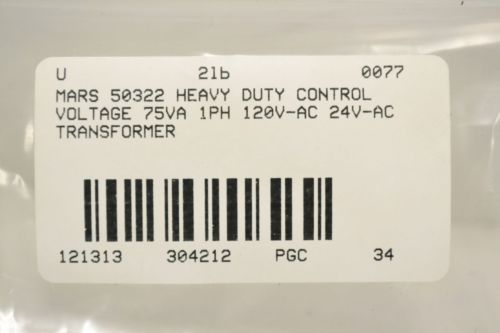 U 21b 0077
MARS 50322 HEAVY DUTY CONTROL
VOLTAGE 75VA 1PH 120V-AC 24V-AC
TRANSFORMER
121313 304212 PGC 34